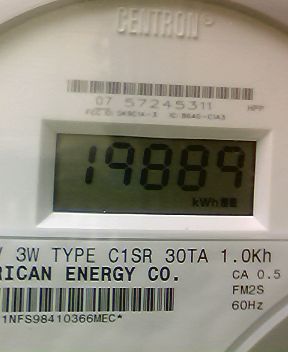 CENTRON
07 57245311
19889
kWh
V 3W TYPE C1SR 30TA 1.0Kh
RICAN ENERGY CO.
CA 0.5
FM2S
60Hz
1NFS98410366MEC*